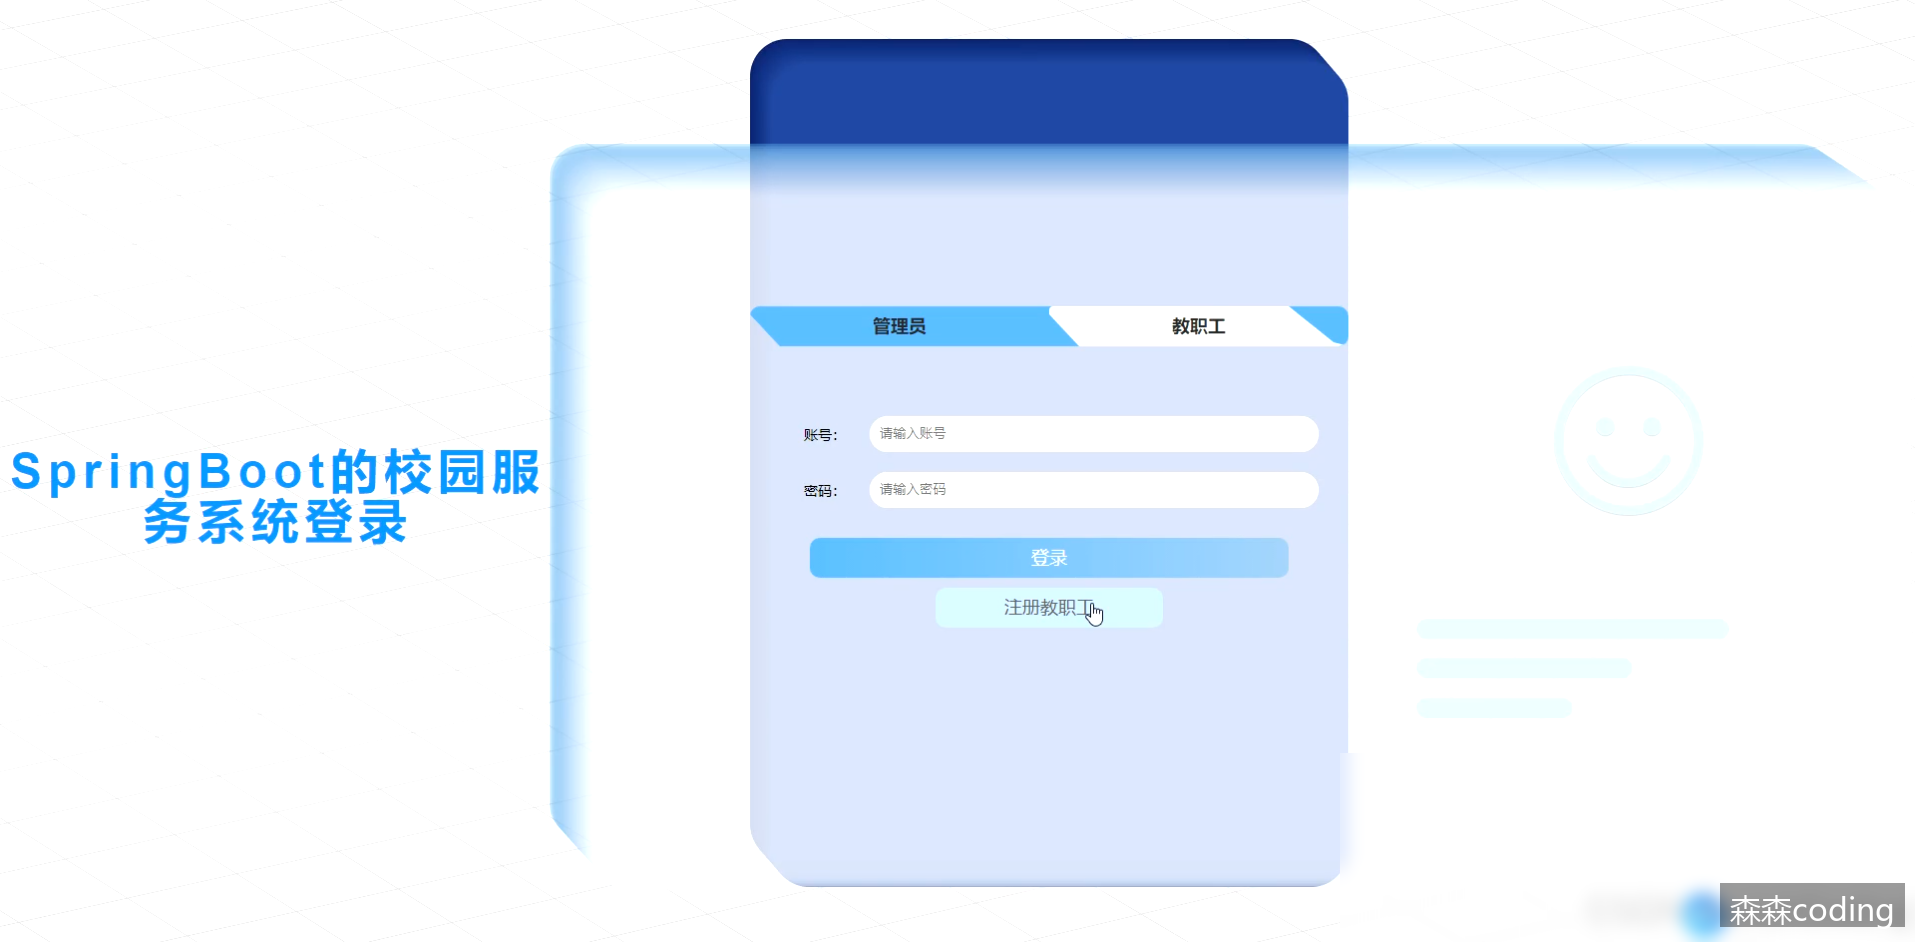 SpringBoot的校园服
务系统登录
管理员
教职工
账号：
请输入账号
密码：
请输入密码
登录
注册教职工
森森coding